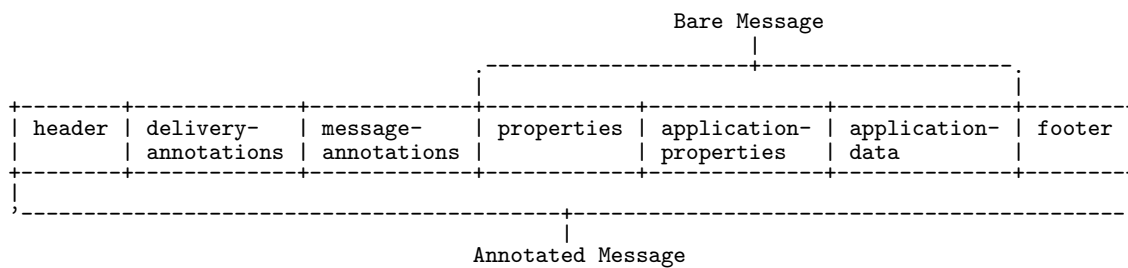 Bare Message
header | delivery- | message- | properties | application- | application- | footer
annotations | annotations | properties | data
Annotated Message